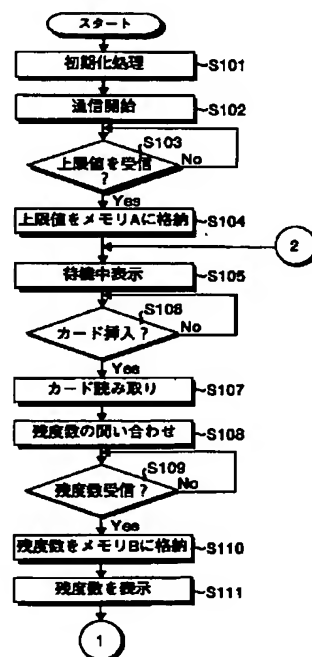 スタート
初期化処理
S101
通信開始
S102
S103
上限値を受信
?
No
Yes
上限値をメモリAに格納
S104
2
待機中表示
S105
S106
カード挿入?
No
Yes
カード読み取り
S107
残度数の問い合わせ
S108
S109
残度数受信?
No
Yes
残度数をメモリBに格納
S110
残度数を表示
S111
1